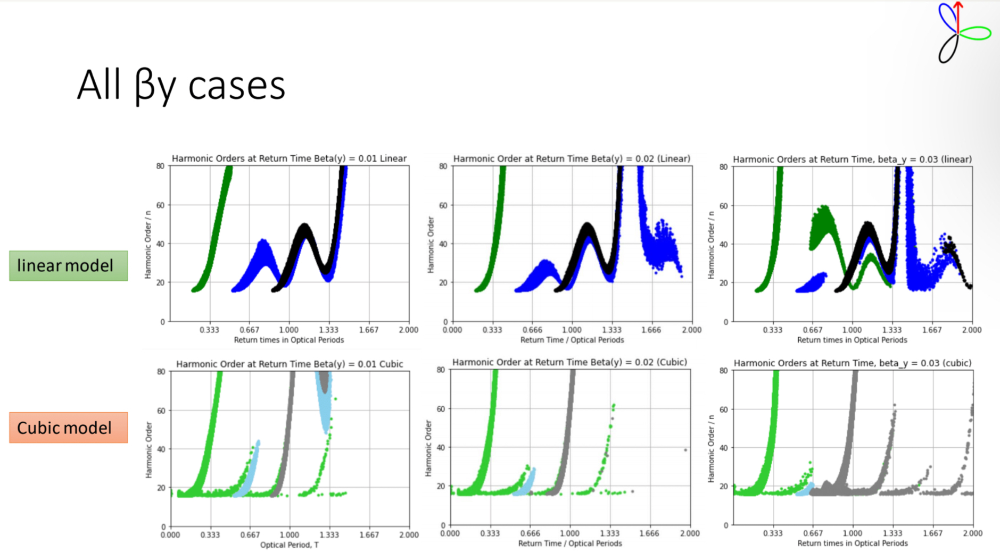 All βy cases
linear model
Harmonic Orders at Return Time Beta(y) = 0.01 Linear
Harmonic Order / n
80
60
40
20
0
0.333 0.667 1.000 1.333 1.667 2.000
Return times in Optical Periods
Harmonic Order at Return Time Beta(y) = 0.02 (Linear)
Harmonic Order
80
60
40
20
0
0.000 0.333 0.666 1.000 1.333 1.666 2.000
Return Time / Optical Periods
Harmonic Orders at Return Time, beta_y = 0.03 (linear)
Harmonic Order / n
80
60
40
20
0
0.333 0.667 1.000 1.333 1.667 2.000
Return times in Optical Periods
Cubic model
Harmonic Order at Return Time Beta(y) = 0.01 Cubic
Harmonic Order
80
60
40
20
0
0.000 0.333 0.667 1.000 1.333 1.667 2.000
Optical Period, T
Harmonic Order at Return Time Beta(y) = 0.02 (Cubic)
Harmonic Order
80
60
40
20
0
0.000 0.333 0.666 1.000 1.333 1.666 2.000
Return Time / Optical Periods
Harmonic Orders at Return Time, beta_y = 0.03 (cubic)
Harmonic Order / n
80
60
40
20
0
0.333 0.667 1.000 1.333 1.667 2.000
Return times in Optical Periods